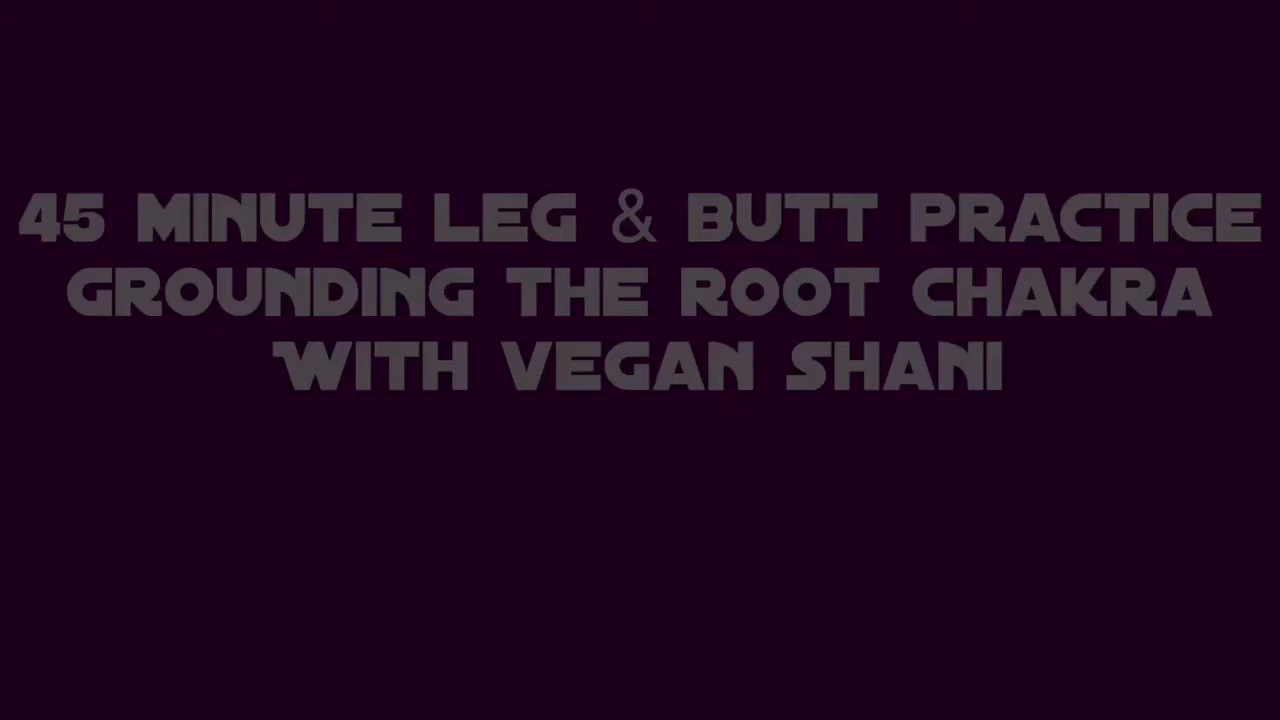 45 MINUTE LEG & BUTT PRACTICE
GROUNDING THE ROOT CHAKRA
WITH VEGAN SHANI